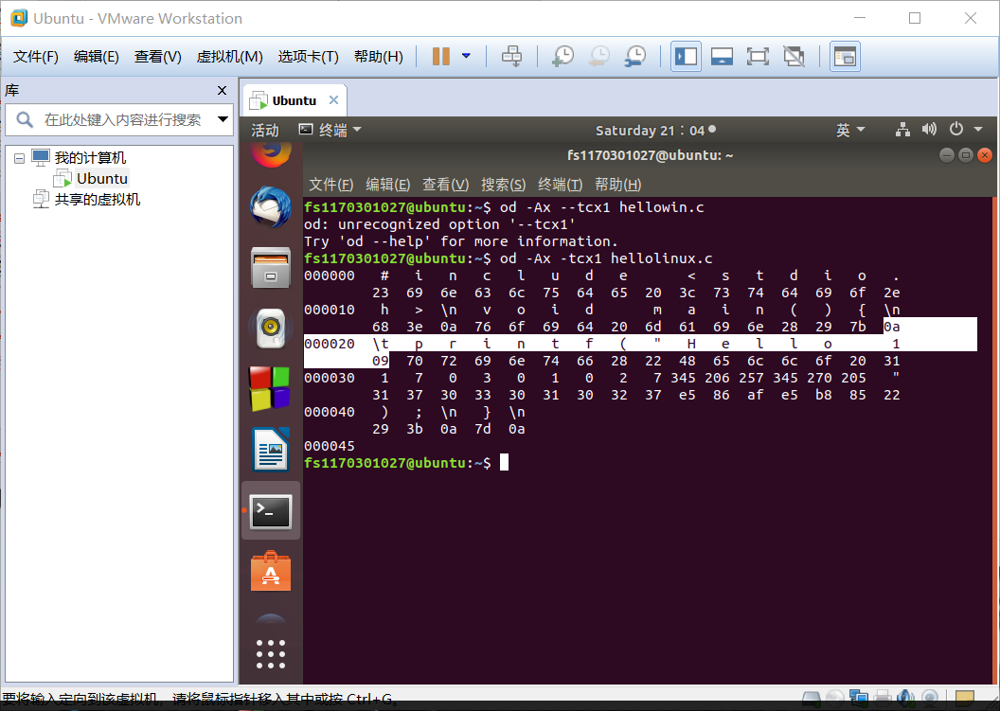 Ubuntu - VMware Workstation
文件(F) 编辑(E) 查看(V) 虚拟机(M) 选项卡(T) 帮助(H)
库
在此处键入内容进行搜索
我的计算机
Ubuntu
共享的虚拟机
Ubuntu
活动 终端 Saturday 21：04 英
fs1170301027@ubuntu: ~
文件(F) 编辑(E) 查看(V) 搜索(S) 终端(T) 帮助(H)
fs1170301027@ubuntu:~$ od -Ax --tcx1 hellowin.c
od: unrecognized option '--tcx1'
Try 'od --help' for more information.
fs1170301027@ubuntu:~$ od -Ax -tcx1 hellolinux.c
000000 # i n c l u d e < s t d i o .
23 69 6e 63 6c 75 64 65 20 3c 73 74 64 69 6f 2e
000010 h > \n v o i d m a i n ( ) { \n
68 3e 0a 76 6f 69 64 20 6d 61 69 6e 28 29 7b 0a
000020 \t p r i n t f ( " H e l l o 1
09 70 72 69 6e 74 66 28 22 48 65 6c 6c 6f 20 31
000030 1 7 0 3 0 1 0 2 7 345 206 257 345 270 205 "
31 37 30 33 30 31 30 32 37 e5 86 af e5 b8 85 22
000040 ) ; \n } \n
29 3b 0a 7d 0a
000045
fs1170301027@ubuntu:~$
要将输入定向到该虚拟机，请将鼠标指针移入其中或按 Ctrl+G。